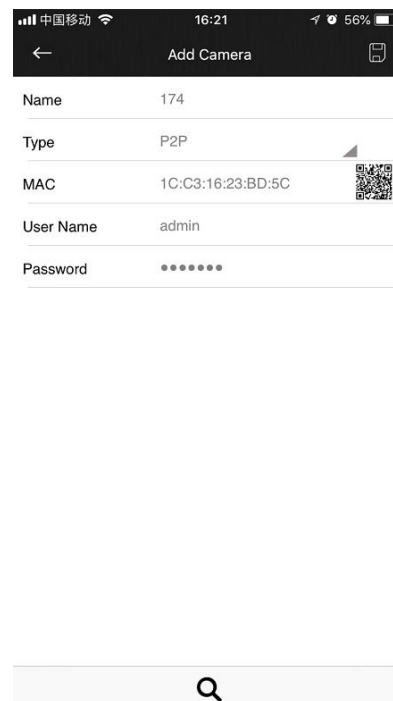 中国移动 16:21 56%
Add Camera
Name 174
Type P2P
MAC 1C:C3:16:23:BD:5C
User Name admin
Password •••••••